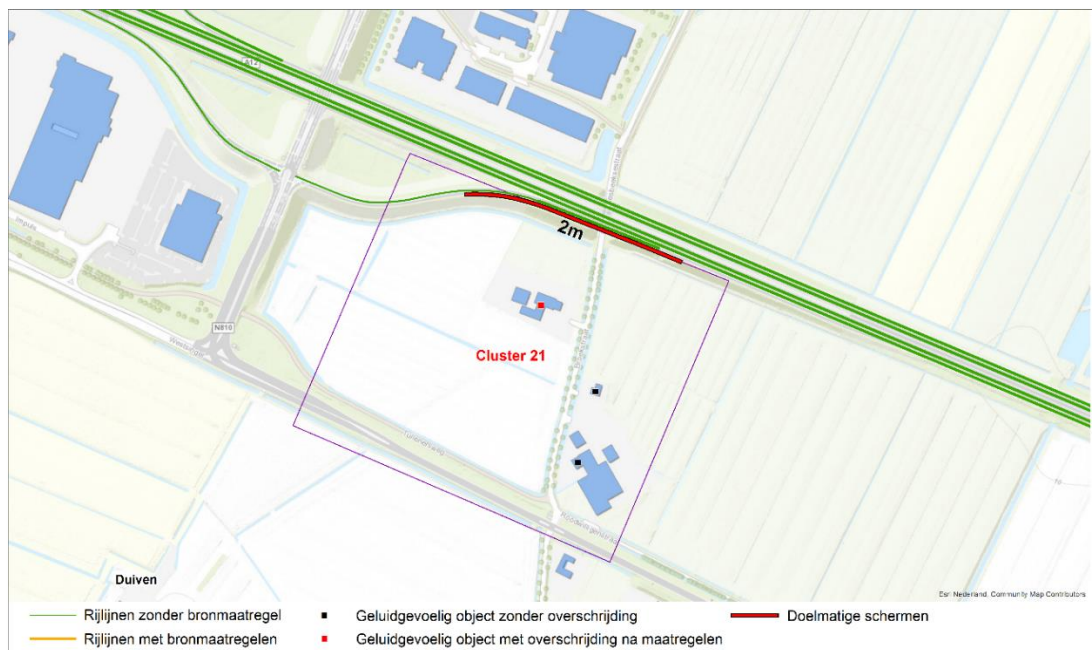 A12
2m
Cluster 21
N810
Duiven
Esri Nederland, Community Map Contributors
Rijlijnen zonder bronmaatregel
Geluidgevoelig object zonder overschrijding
Doelmatige schermen
Rijlijnen met bronmaatregelen
Geluidgevoelig object met overschrijding na maatregelen